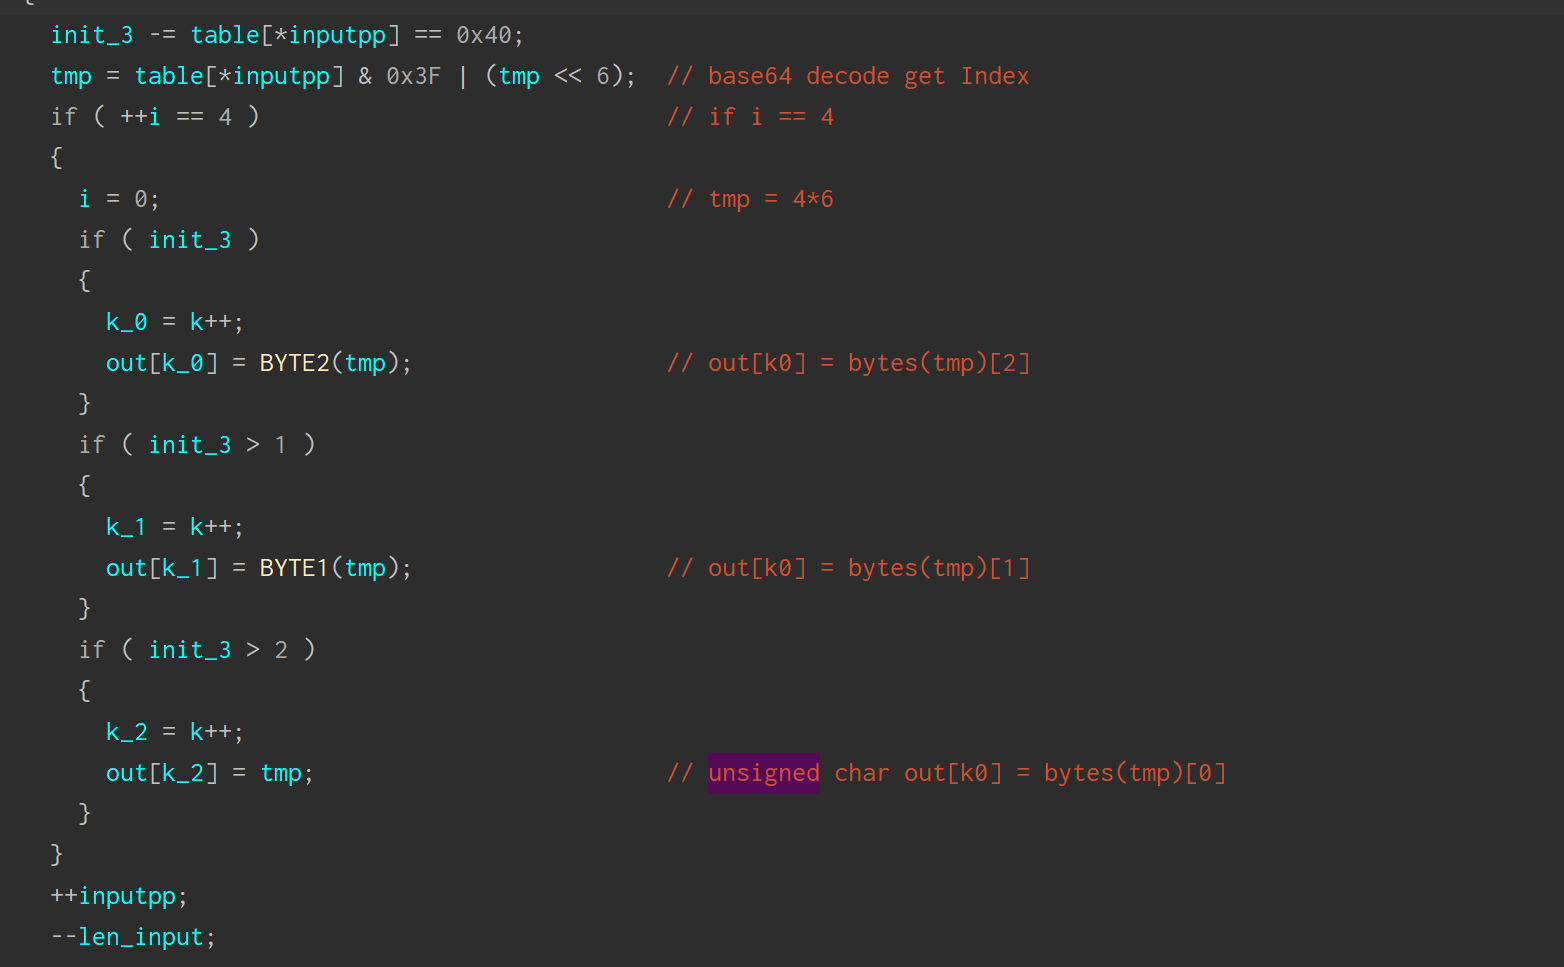 {
init_3 -= table[*inputpp] == 0x40;
tmp = table[*inputpp] & 0x3F | (tmp << 6);  // base64 decode get Index
if ( ++i == 4 )  // if i == 4
{
i = 0;  // tmp = 4*6
if ( init_3 )
{
k_0 = k++;
out[k_0] = BYTE2(tmp);  // out[k0] = bytes(tmp)[2]
}
if ( init_3 > 1 )
{
k_1 = k++;
out[k_1] = BYTE1(tmp);  // out[k0] = bytes(tmp)[1]
}
if ( init_3 > 2 )
{
k_2 = k++;
out[k_2] = tmp;  // unsigned char out[k0] = bytes(tmp)[0]
}
}
++inputpp;
--len_input;